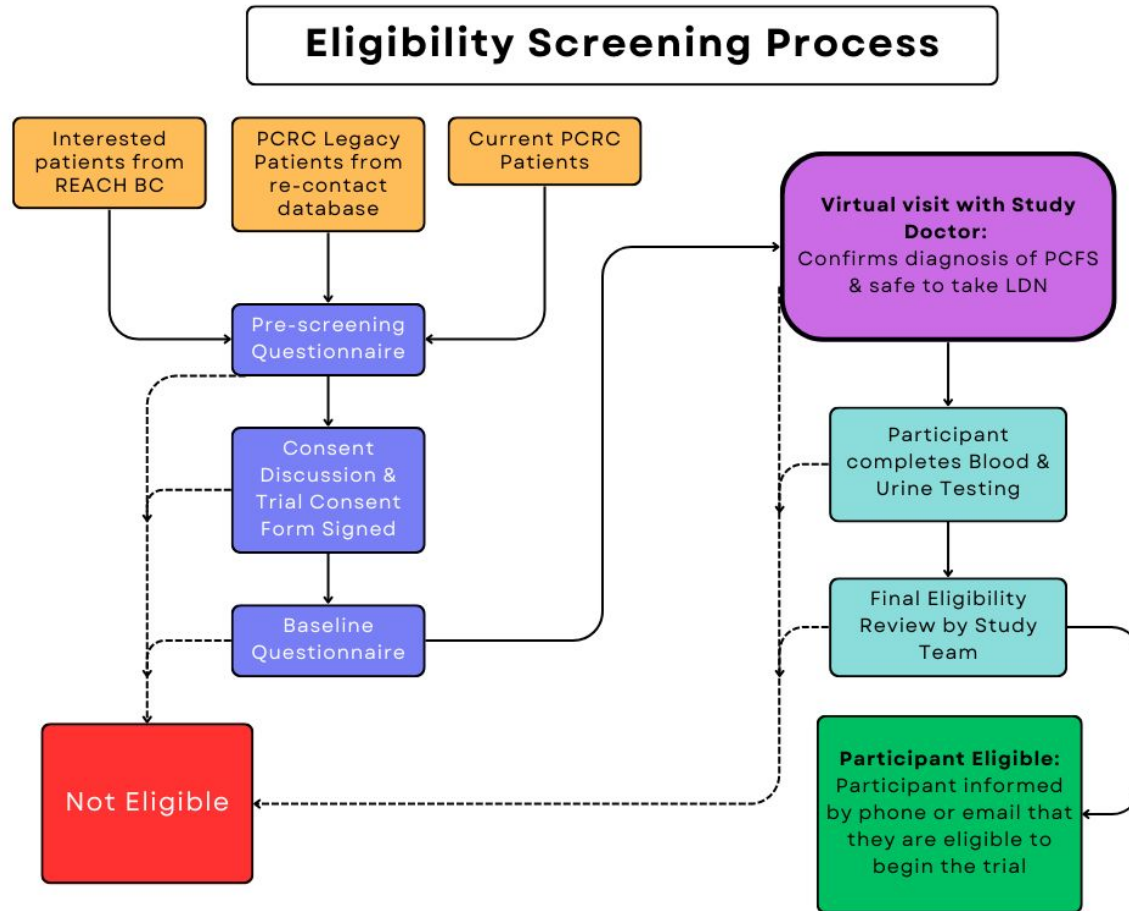 Eligibility Screening Process
Interested
patients from
REACH BC
PCRC Legacy
Patients from
re-contact
database
Current PCRC
Patients
Pre-screening
Questionnaire
Consent
Discussion &
Trial Consent
Form Signed
Baseline
Questionnaire
Not Eligible
Virtual visit with Study
Doctor:
Confirms diagnosis of PCFS
& safe to take LDN
Participant
completes Blood &
Urine Testing
Final Eligibility
Review by Study
Team
Participant Eligible:
Participant informed
by phone or email that
they are eligible to
begin the trial